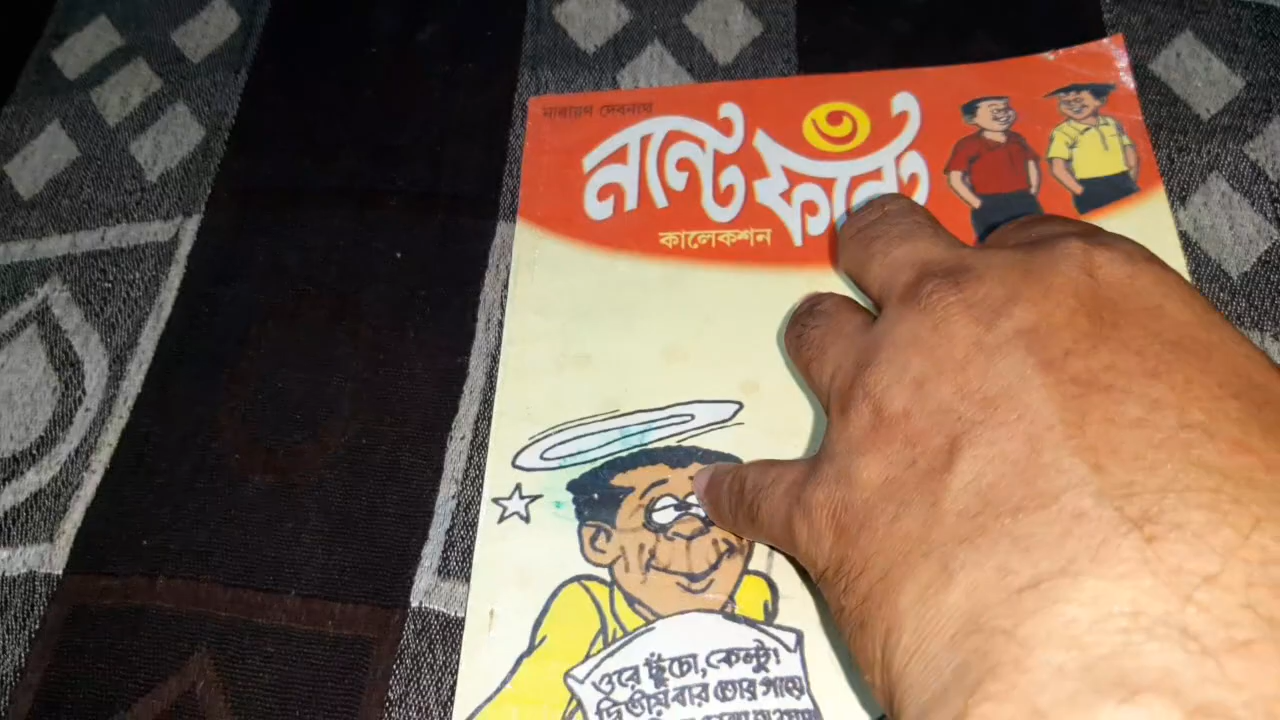 নারায়ণ দেবনাথ
নন্টে ফন্টে
৩
কালেকশন
ওরে ছুঁচো, কেল্টু!
দ্বিতীয়বার তোর